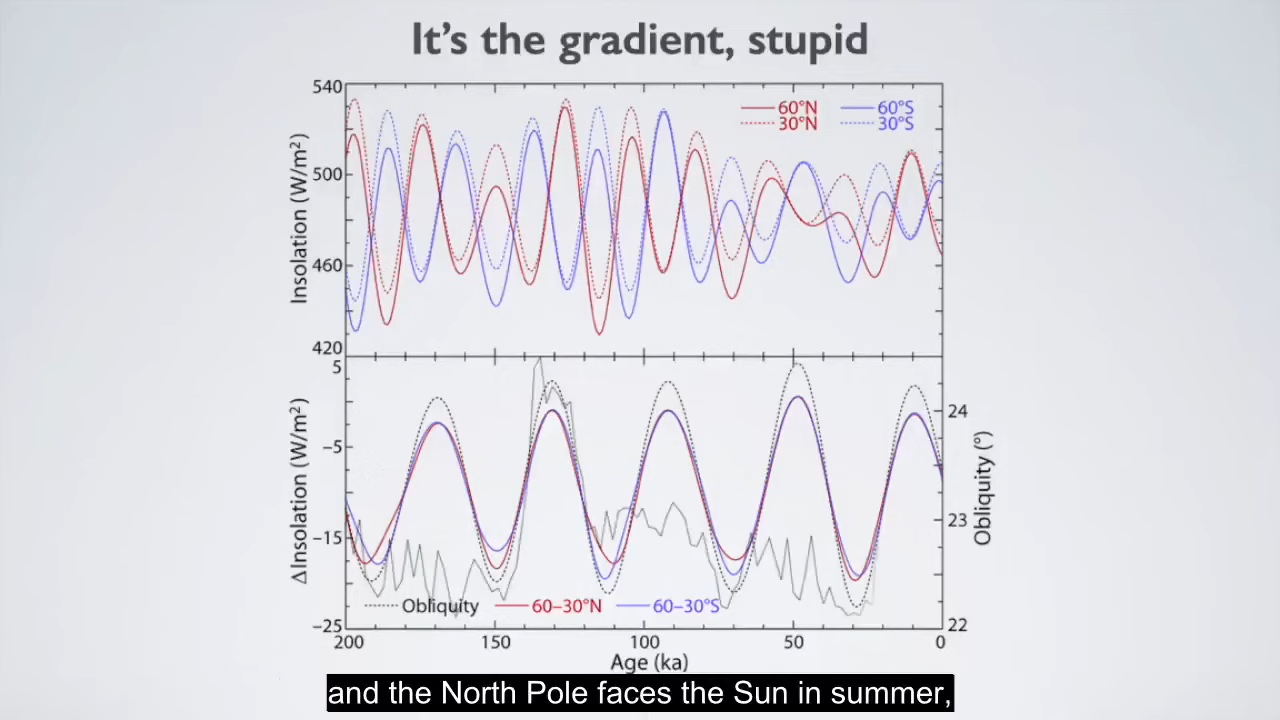 It's the gradient, stupid
540
500
460
420
Insolation (W/m²)
60°N
60°S
30°N
30°S
5
−5
−15
−25
ΔInsolation (W/m²)
24
23
22
Obliquity (°)
Obliquity
60–30°N
60–30°S
200
150
100
50
0
Age (ka)
and the North Pole faces the Sun in summer,